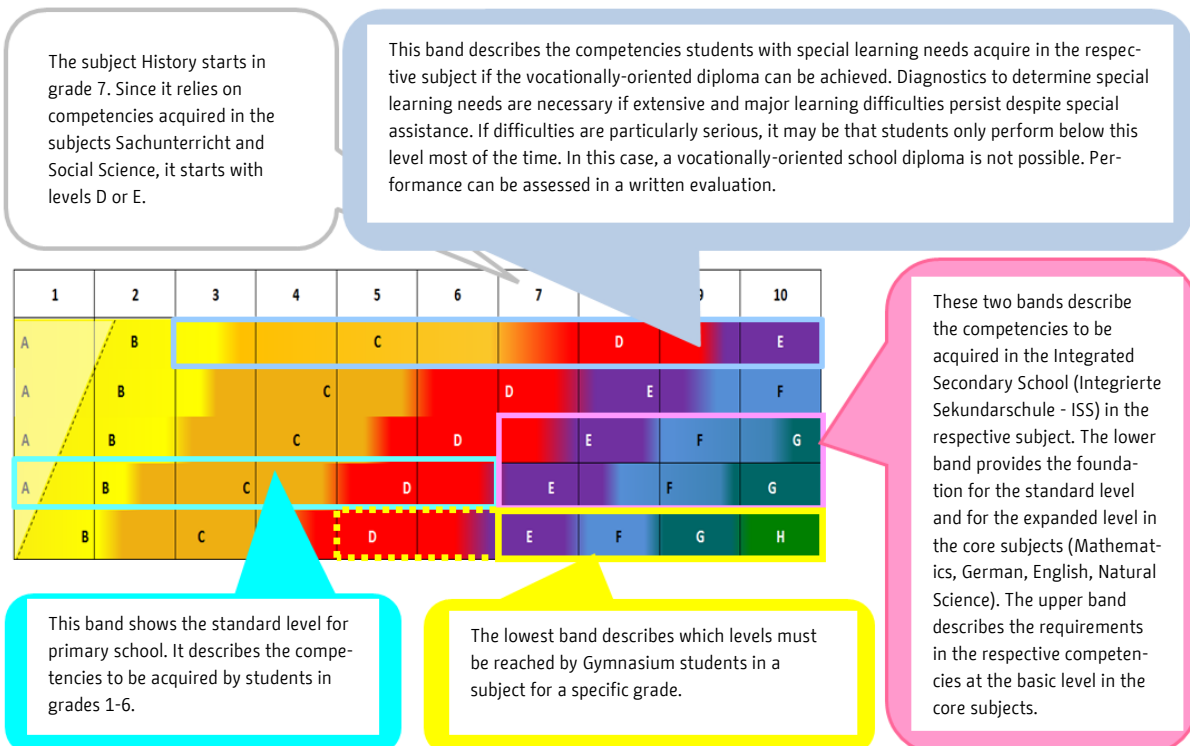 The subject History starts in
grade 7. Since it relies on
competencies acquired in the
subjects Sachunterricht and
Social Science, it starts with
levels D or E.
This band describes the competencies students with special learning needs acquire in the respec-
tive subject if the vocationally-oriented diploma can be achieved. Diagnostics to determine special
learning needs are necessary if extensive and major learning difficulties persist despite special
assistance. If difficulties are particularly serious, it may be that students only perform below this
level most of the time. In this case, a vocationally-oriented school diploma is not possible. Per-
formance can be assessed in a written evaluation.
1 2 3 4 5 6 7 9 10
A B C D E
A B C D E F
A B C D E F G
A B C D E F G
B C D E F G H
These two bands describe
the competencies to be
acquired in the Integrated
Secondary School (Integrierte
Sekundarschule - ISS) in the
respective subject. The lower
band provides the founda-
tion for the standard level
and for the expanded level in
the core subjects (Mathemat-
ics, German, English, Natural
Science). The upper band
describes the requirements
in the respective competen-
cies at the basic level in the
core subjects.
This band shows the standard level for
primary school. It describes the compe-
tencies to be acquired by students in
grades 1-6.
The lowest band describes which levels must
be reached by Gymnasium students in a
subject for a specific grade.